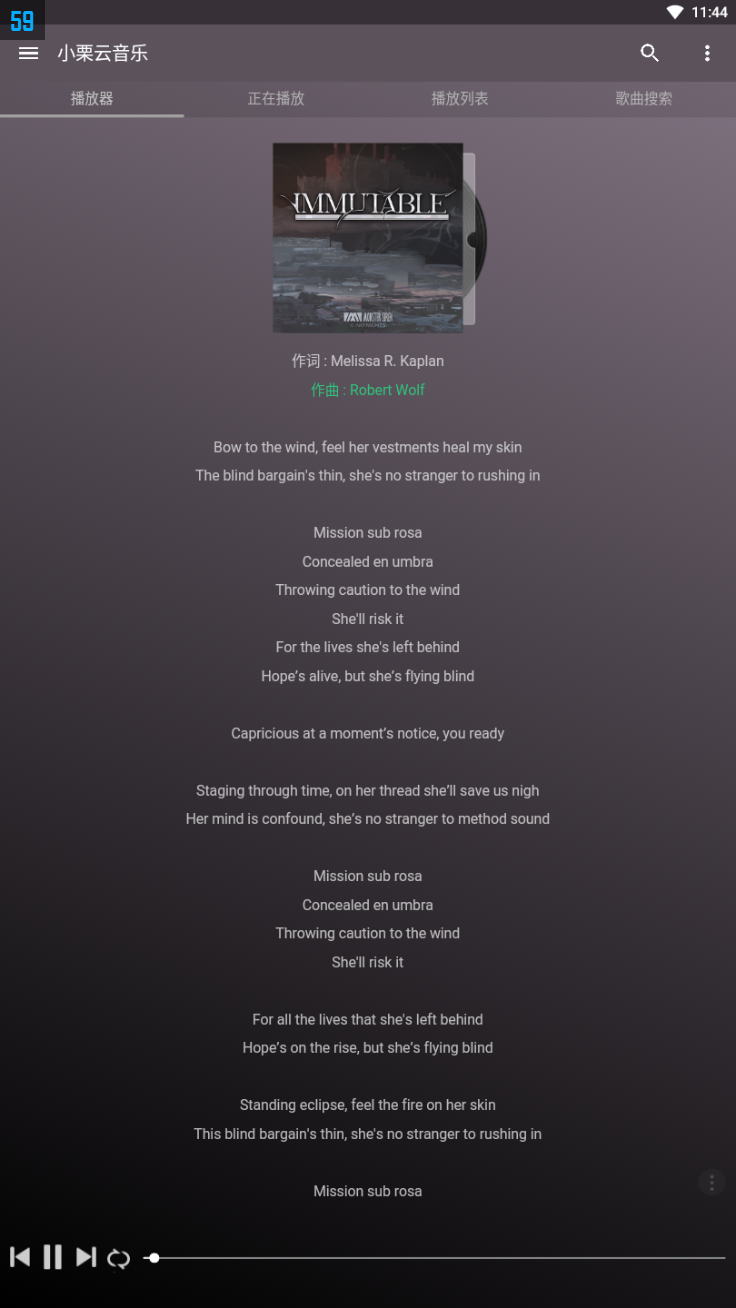 59
11:44
小栗云音乐
播放器
正在播放
播放列表
歌曲搜索
IMMUTABLE
作词 : Melissa R. Kaplan
作曲 : Robert Wolf
Bow to the wind, feel her vestments heal my skin
The blind bargain's thin, she's no stranger to rushing in
Mission sub rosa
Concealed en umbra
Throwing caution to the wind
She'll risk it
For the lives she's left behind
Hope’s alive, but she’s flying blind
Capricious at a moment’s notice, you ready
Staging through time, on her thread she’ll save us nigh
Her mind is confound, she’s no stranger to method sound
Mission sub rosa
Concealed en umbra
Throwing caution to the wind
She'll risk it
For all the lives that she's left behind
Hope’s on the rise, but she’s flying blind
Standing eclipse, feel the fire on her skin
This blind bargain's thin, she's no stranger to rushing in
Mission sub rosa